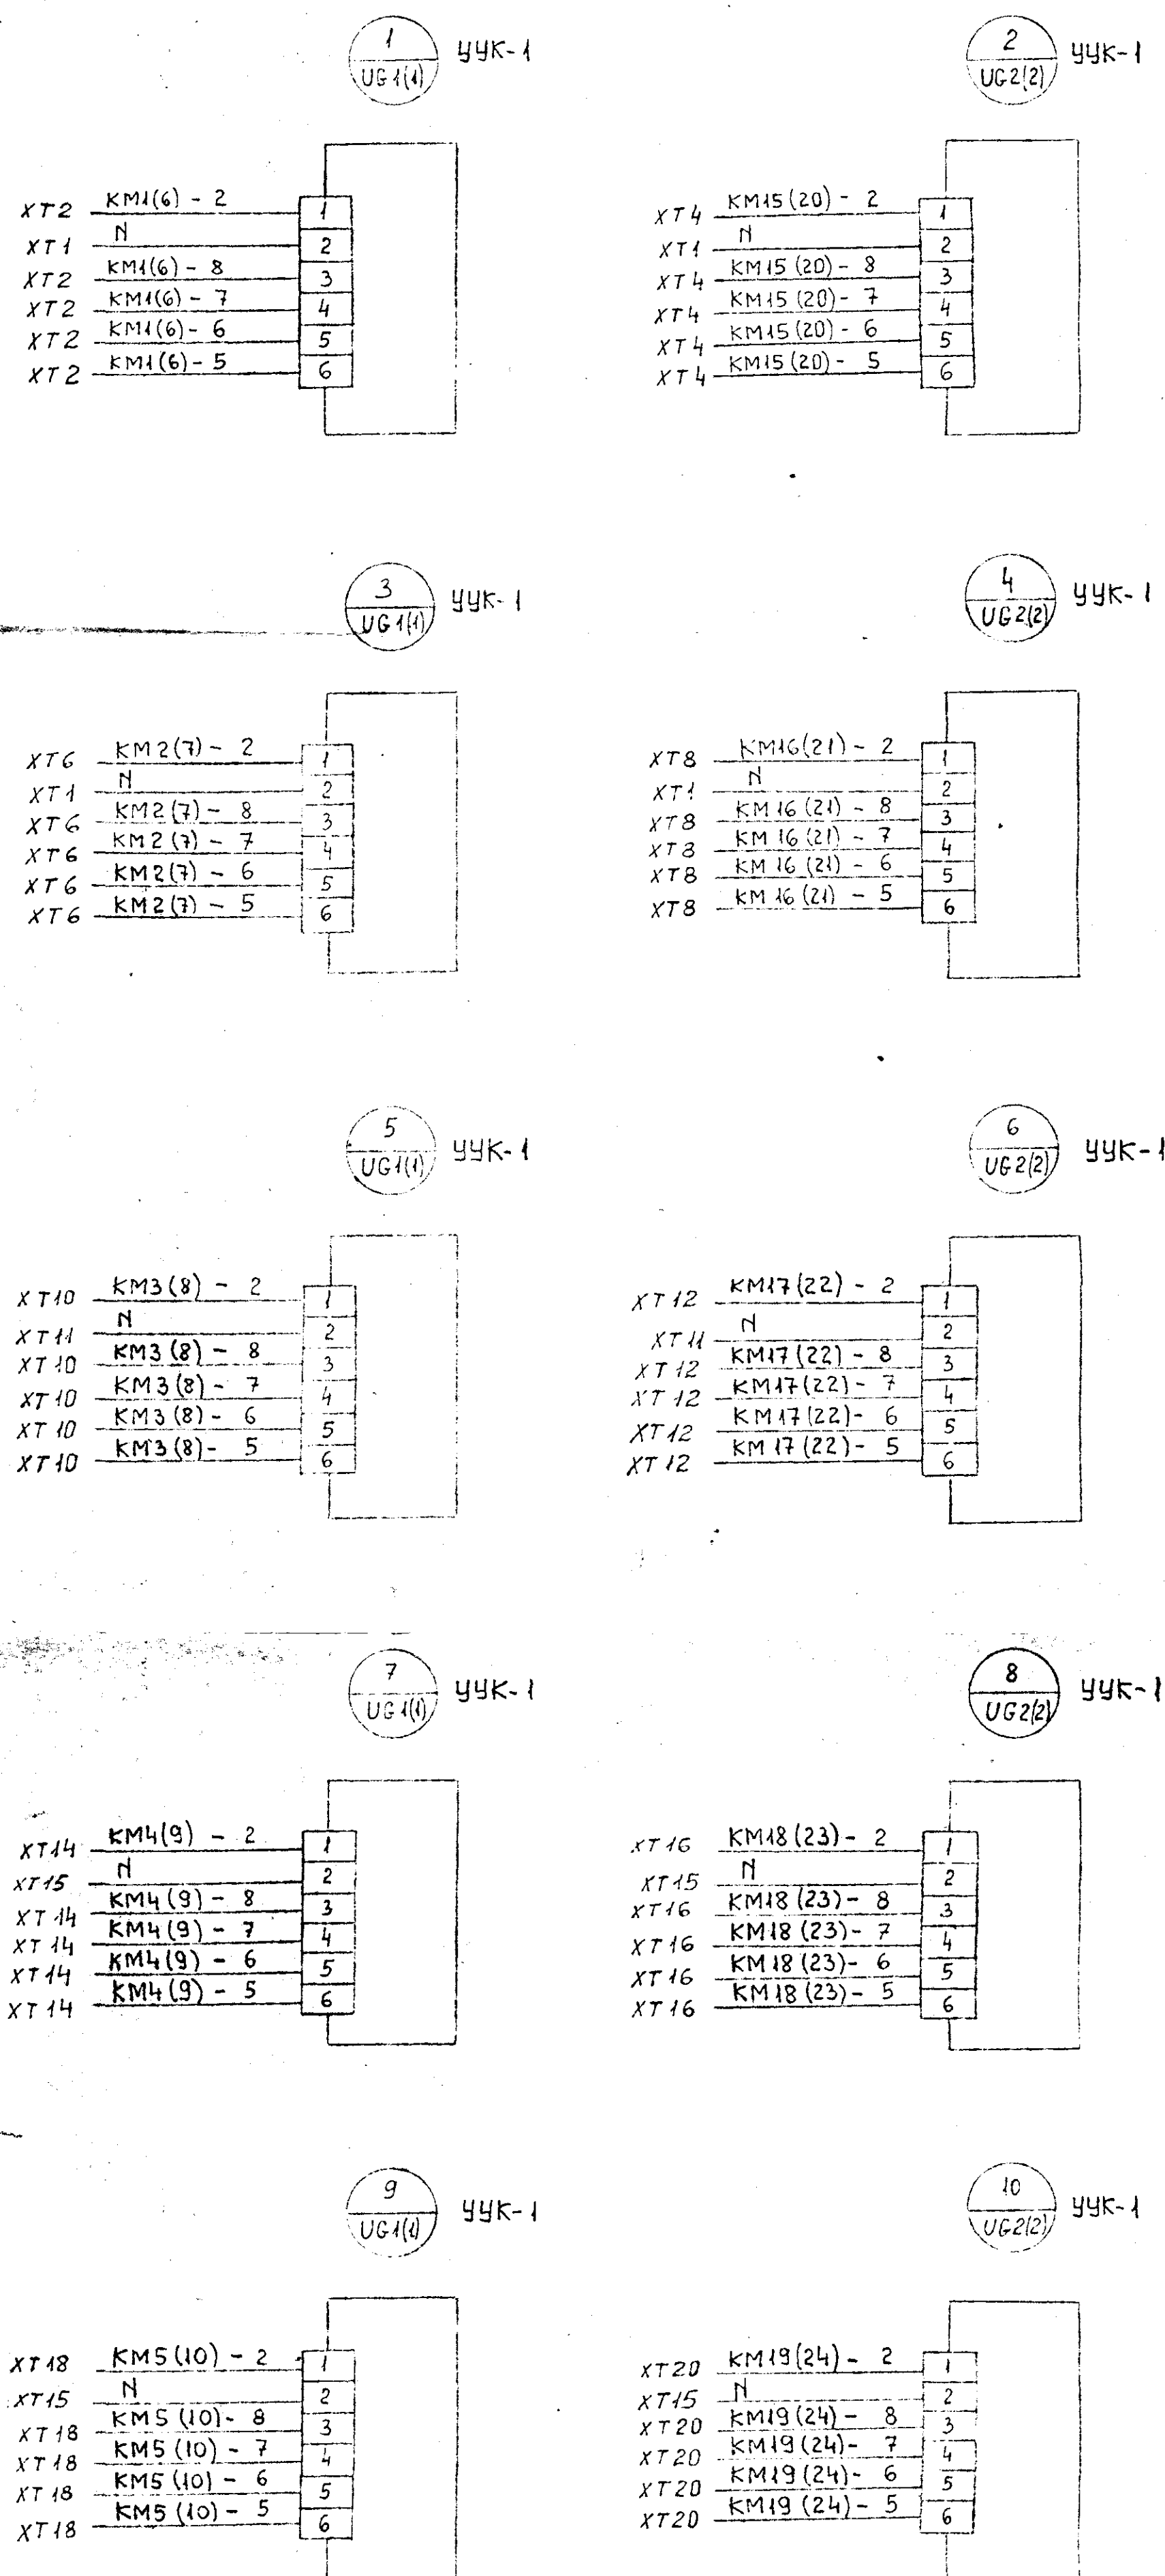 1
UG1(1)
УУК-1
XT2 KM1(6) - 2 1
XT1 N 2
XT2 KM1(6) - 8 3
XT2 KM1(6) - 7 4
XT2 KM1(6) - 6 5
XT2 KM1(6) - 5 6
2
UG2(2)
УУК-1
XT4 KM15(20) - 2 1
XT1 N 2
XT4 KM15(20) - 8 3
XT4 KM15(20) - 7 4
XT4 KM15(20) - 6 5
XT4 KM15(20) - 5 6
3
UG1(1)
УУК-1
XT6 KM2(7) - 2 1
XT1 N 2
XT6 KM2(7) - 8 3
XT6 KM2(7) - 7 4
XT6 KM2(7) - 6 5
XT6 KM2(7) - 5 6
4
UG2(2)
УУК-1
XT8 KM16(21) - 2 1
XT1 N 2
XT8 KM16(21) - 8 3
XT8 KM16(21) - 7 4
XT8 KM16(21) - 6 5
XT8 KM16(21) - 5 6
5
UG1(1)
УУК-1
XT10 KM3(8) - 2 1
XT11 N 2
XT10 KM3(8) - 8 3
XT10 KM3(8) - 7 4
XT10 KM3(8) - 6 5
XT10 KM3(8) - 5 6
6
UG2(2)
УУК-1
XT12 KM17(22) - 2 1
XT11 N 2
XT12 KM17(22) - 8 3
XT12 KM17(22) - 7 4
XT12 KM17(22) - 6 5
XT12 KM17(22) - 5 6
7
UG1(1)
УУК-1
XT14 KM4(9) - 2 1
XT15 N 2
XT14 KM4(9) - 8 3
XT14 KM4(9) - 7 4
XT14 KM4(9) - 6 5
XT14 KM4(9) - 5 6
8
UG2(2)
УУК-1
XT16 KM18(23) - 2 1
XT15 N 2
XT16 KM18(23) - 8 3
XT16 KM18(23) - 7 4
XT16 KM18(23) - 6 5
XT16 KM18(23) - 5 6
9
UG1(1)
УУК-1
XT18 KM5(10) - 2 1
XT15 N 2
XT18 KM5(10) - 8 3
XT18 KM5(10) - 7 4
XT18 KM5(10) - 6 5
XT18 KM5(10) - 5 6
10
UG2(2)
УУК-1
XT20 KM19(24) - 2 1
XT15 N 2
XT20 KM19(24) - 8 3
XT20 KM19(24) - 7 4
XT20 KM19(24) - 6 5
XT20 KM19(24) - 5 6